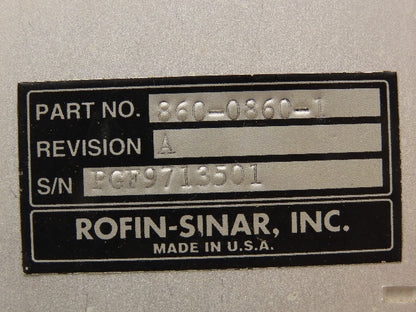 PART NO. 860-0860-1
REVISION A
S/N PGF9713501
ROFIN-SINAR, INC.
MADE IN U.S.A.